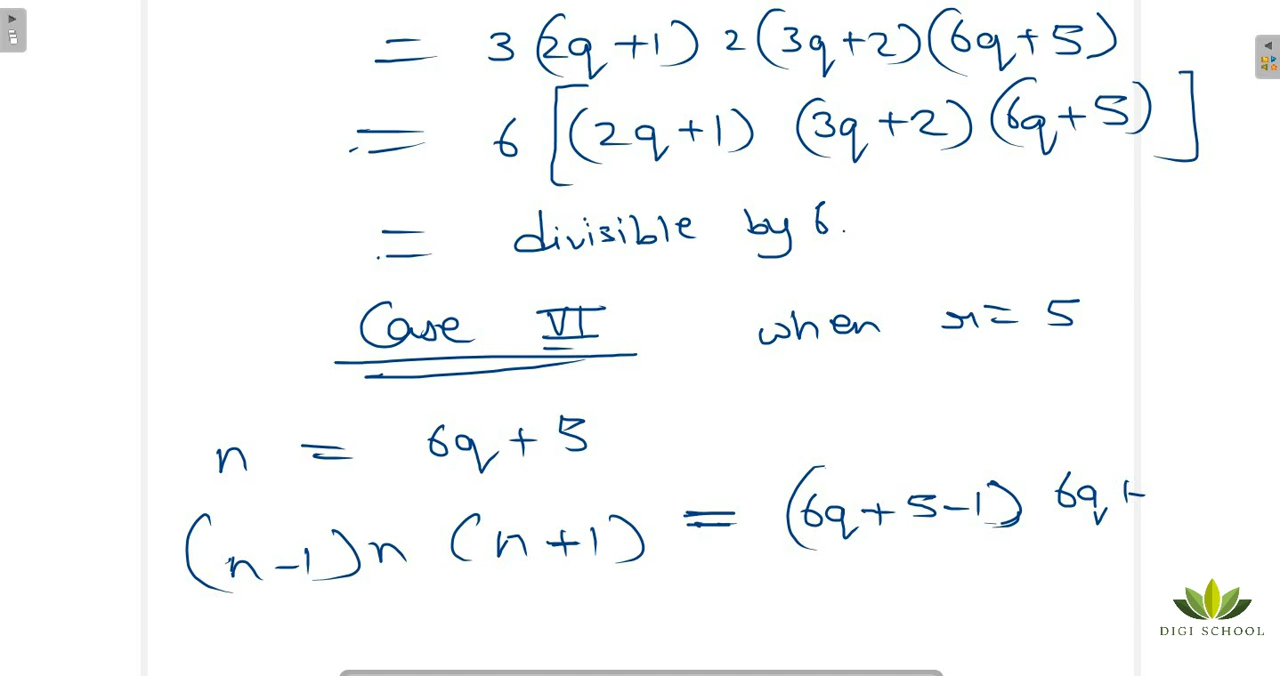 = 3 (2q +1) 2 (3q+2) (6q+5)
= 6 [(2q +1) (3q+2) (6q+5)]
= divisible by 6.
Case VI when r = 5
n = 6q + 5
(n-1) n (n+1) = (6q+5-1) 6q +
DIGI SCHOOL